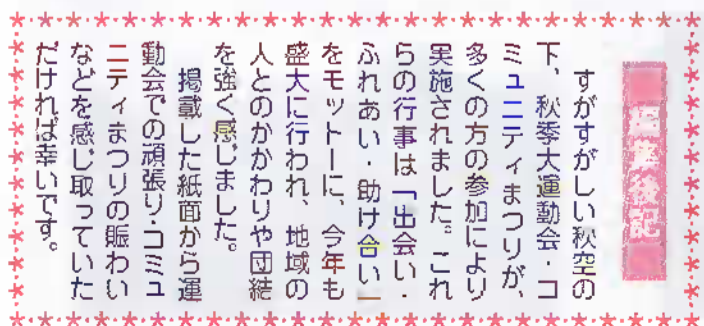 編集後記
すがすがしい秋空の
下、秋季大運動会・コ
ミュニティまつりが、
多くの方の参加により
実施されました。これ
らの行事は「出会い・
ふれあい・助け合い」
をモットーに、今年も
盛大に行われ、地域の
人とのかかわりや団結
を強く感じました。
掲載した紙面から運
動会での頑張り・コミュ
ニティまつりの賑わい
などを感じ取っていた
だければ幸いです。